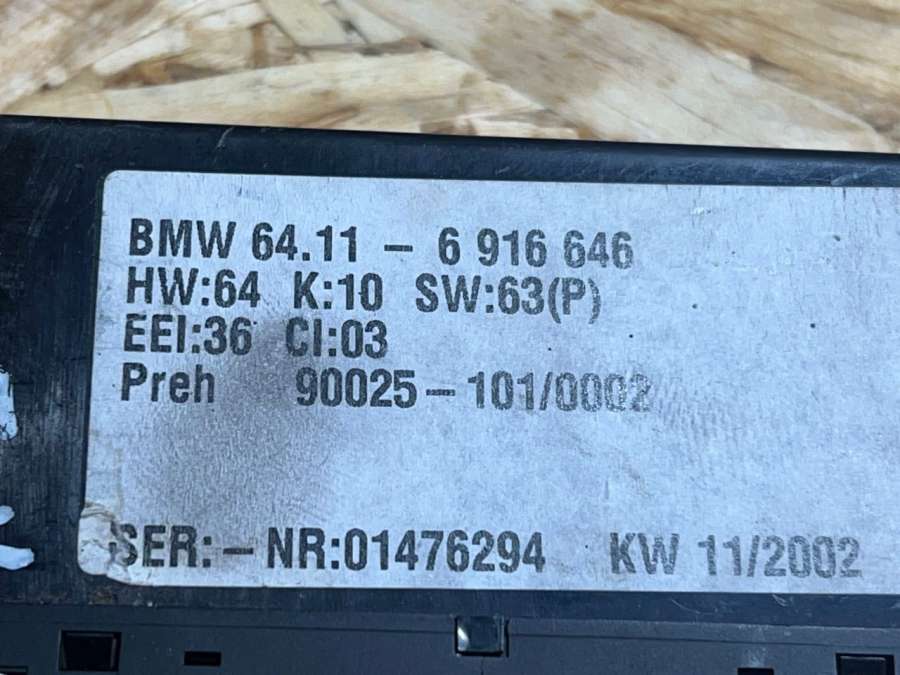 BMW 64.11 – 6 916 646
HW:64 K:10 SW:63(P)
EEI:36 CI:03
Preh 90025 – 101/0002
SER:– NR:01476294 KW 11/2002